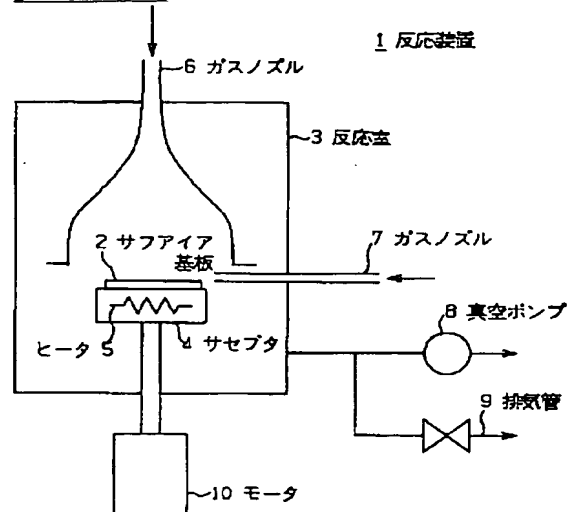 1 反応装置
6 ガスノズル
3 反応室
2 サファイア
基板
7 ガスノズル
8 真空ポンプ
ヒータ 5
4 サセプタ
9 排気管
10 モータ